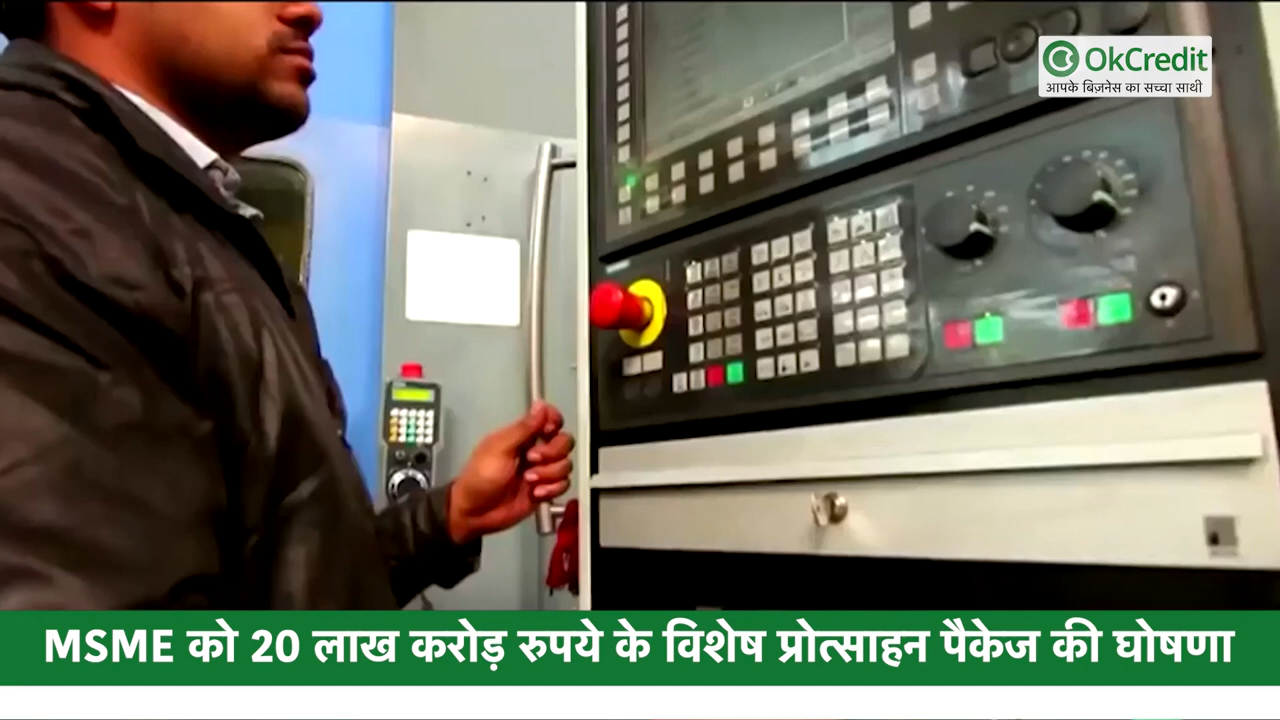 OkCredit
आपके बिज़नेस का सच्चा साथी
MSME को 20 लाख करोड़ रुपये के विशेष प्रोत्साहन पैकेज की घोषणा